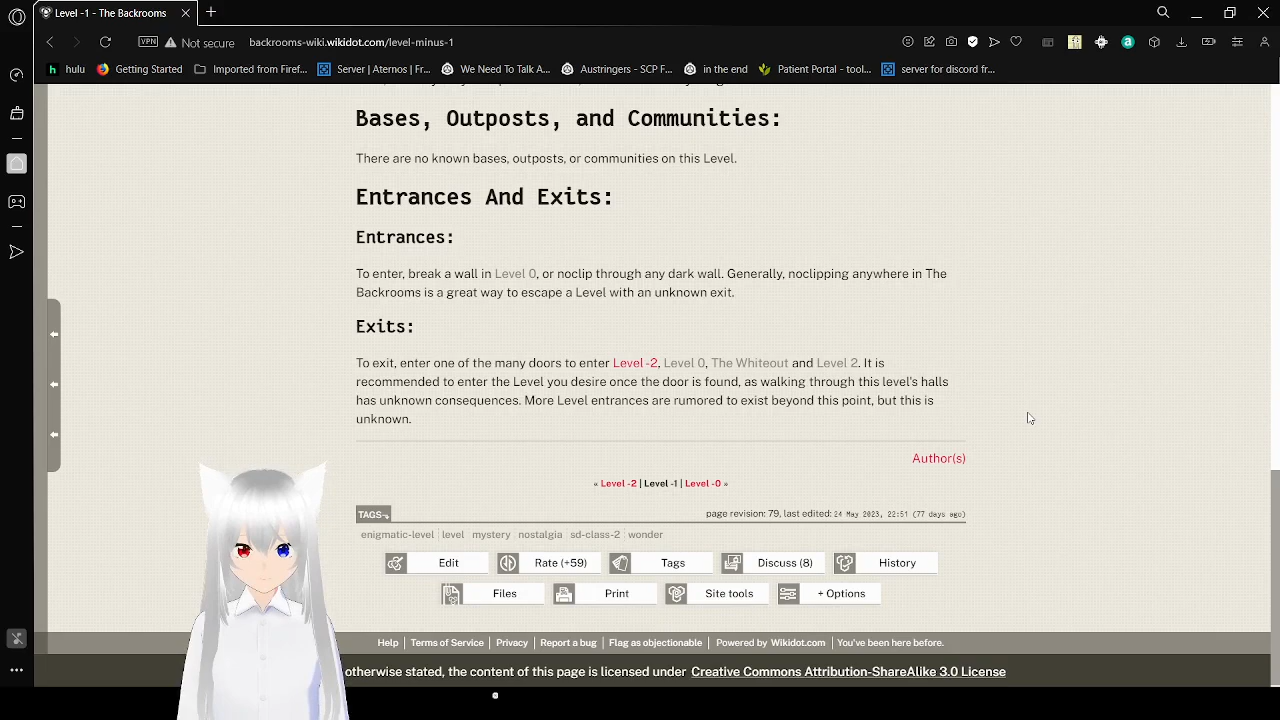 Level -1 - The Backrooms
VPN Not secure backrooms-wiki.wikidot.com/level-minus-1
hulu Getting Started Imported from Firef... Server | Aternos | Fr... We Need To Talk A... Austringers - SCP F... in the end Patient Portal - tool... server for discord fr...
Bases, Outposts, and Communities:
There are no known bases, outposts, or communities on this Level.
Entrances And Exits:
Entrances:
To enter, break a wall in Level 0, or noclip through any dark wall. Generally, noclipping anywhere in The
Backrooms is a great way to escape a Level with an unknown exit.
Exits:
To exit, enter one of the many doors to enter Level -2, Level 0, The Whiteout and Level 2. It is
recommended to enter the Level you desire once the door is found, as walking through this level's halls
has unknown consequences. More Level entrances are rumored to exist beyond this point, but this is
unknown.
Author(s)
« Level -2 | Level -1 | Level -0 »
TAGS
page revision: 79, last edited: 24 May 2023, 22:51 (77 days ago)
enigmatic-level level mystery nostalgia sd-class-2 wonder
Edit Rate (+59) Tags Discuss (8) History
Files Print Site tools + Options
Help | Terms of Service | Privacy | Report a bug | Flag as objectionable | Powered by Wikidot.com | You've been here before.
otherwise stated, the content of this page is licensed under Creative Commons Attribution-ShareAlike 3.0 License